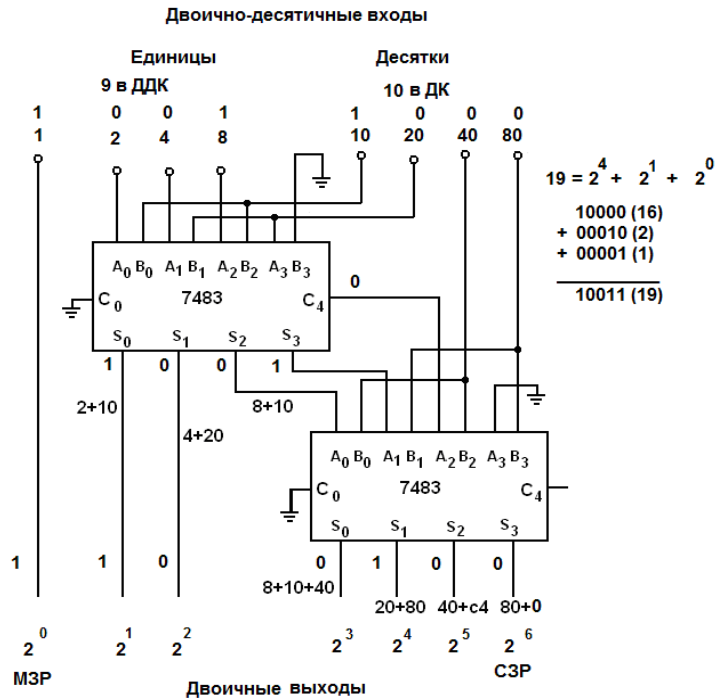 Двоично-десятичные входы
Единицы Десятки
9 в ДДК 10 в ДК
1 0 0 1 1 0 0 0
1 2 4 8 10 20 40 80
19 = 2^4 + 2^1 + 2^0
10000 (16)
+ 00010 (2)
+ 00001 (1)
10011 (19)
A0 B0 A1 B1 A2 B2 A3 B3
C0 7483 C4 0
S0 S1 S2 S3
1 0 0 1
2+10 8+10
4+20
A0 B0 A1 B1 A2 B2 A3 B3
C0 7483 C4
S0 S1 S2 S3
1 1 0 0 1 0 0
8+10+40 20+80 40+c4 80+0
2^0 2^1 2^2 2^3 2^4 2^5 2^6
МЗР СЗР
Двоичные выходы